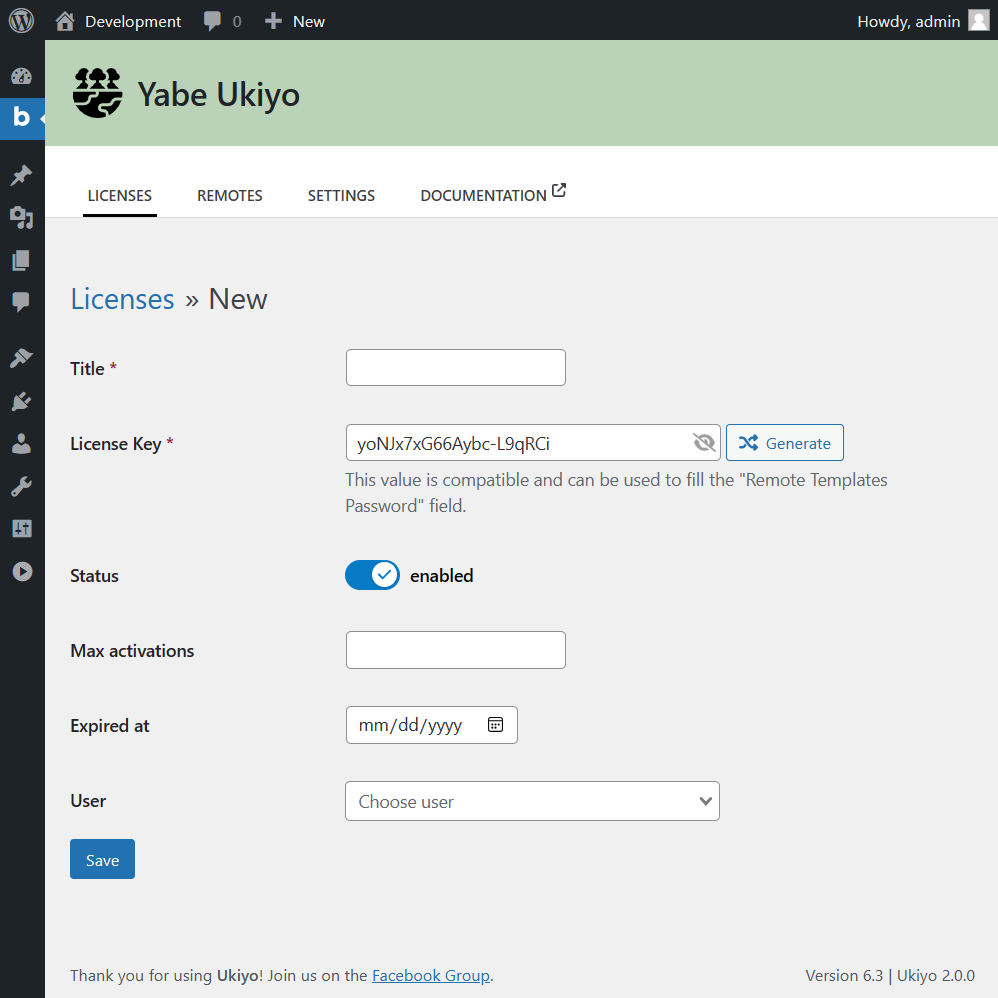 Development 0 New Howdy, admin
Yabe Ukiyo
b
LICENSES REMOTES SETTINGS DOCUMENTATION
Licenses » New
Title *
License Key * yoNJx7xG66Aybc-L9qRCi Generate
This value is compatible and can be used to fill the "Remote Templates
Password" field.
Status enabled
Max activations
Expired at mm/dd/yyyy
User Choose user
Save
Thank you for using Ukiyo! Join us on the Facebook Group. Version 6.3 | Ukiyo 2.0.0